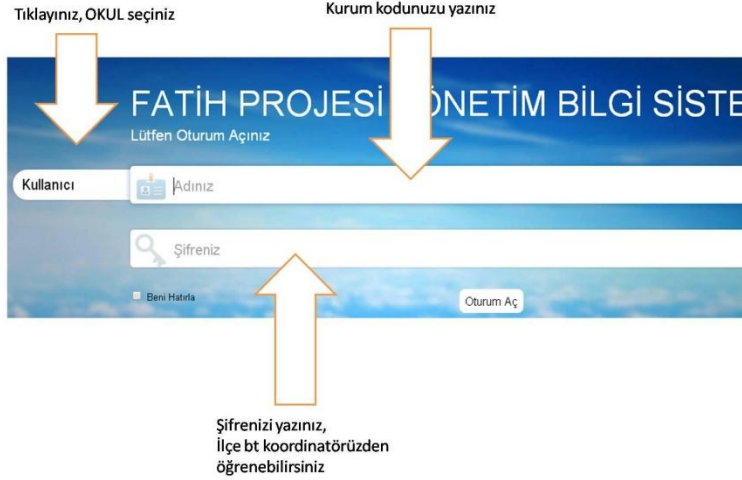 Tıklayınız, OKUL seçiniz
Kurum kodunuzu yazınız
FATİH PROJESİ ÖNETİM BİLGİ SİSTE
Lütfen Oturum Açınız
Kullanıcı
Adınız
Şifreniz
Beni Hatırla
Oturum Aç
Şifrenizi yazınız,
İlçe bt koordinatörüzden
öğrenebilirsiniz